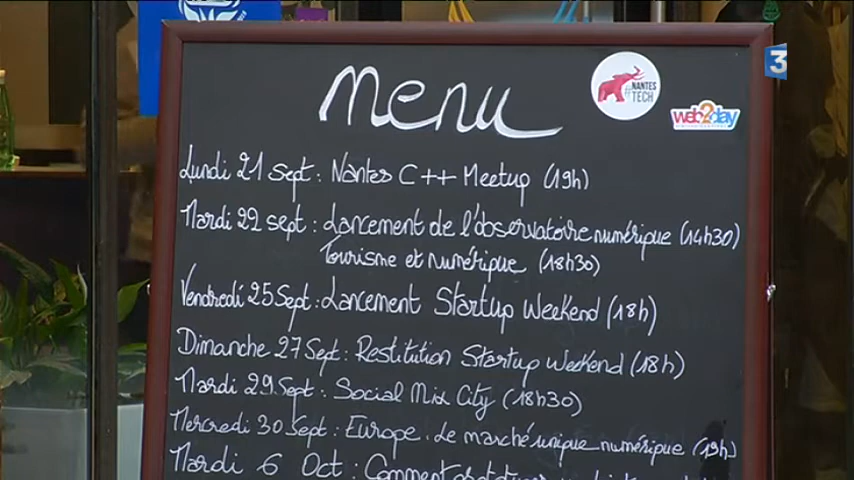 Menu
#NANTES
TECH
web2day
3
Lundi 21 Sept : Nantes C++ Meetup (19h)
Mardi 22 sept : Lancement de l'observatoire numérique (14h30)
Tourisme et numérique (18h30)
Vendredi 25 Sept : Lancement Startup Weekend (18h)
Dimanche 27 Sept : Restitution Startup Weekend (18h)
Mardi 29 Sept : Social Mix City (18h30)
Mercredi 30 Sept : Europe. Le marché unique numérique (19h)
Mardi 6 Oct : Comment